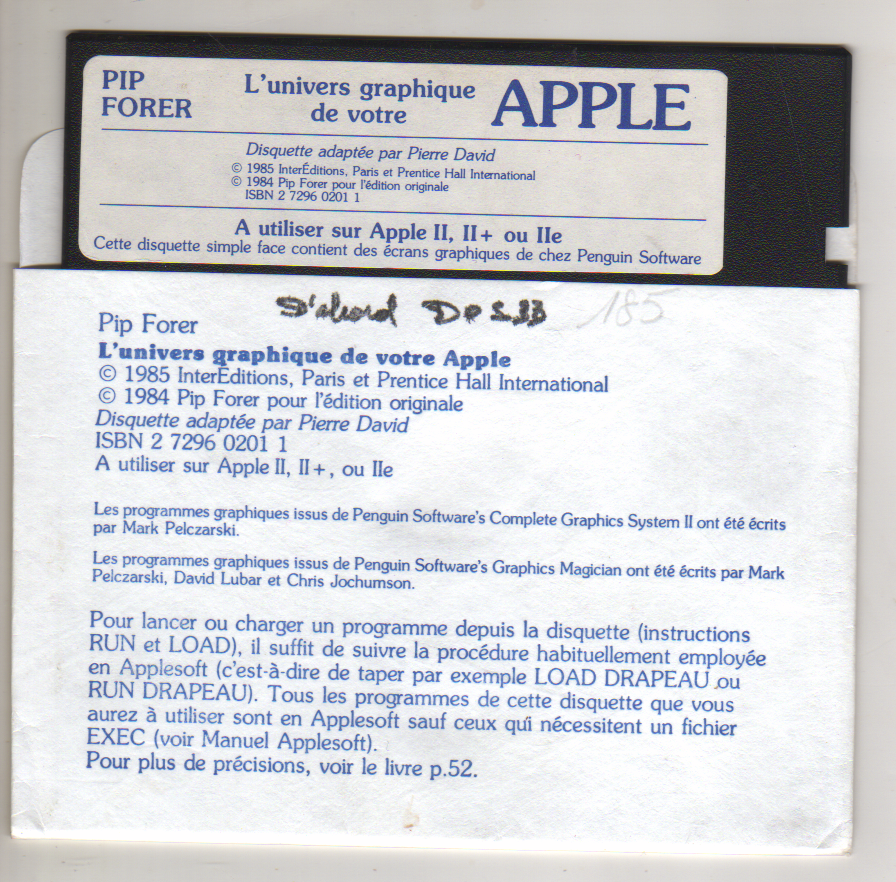 PIP
FORER
L'univers graphique
de votre
APPLE
Disquette adaptée par Pierre David
© 1985 InterÉditions, Paris et Prentice Hall International
© 1984 Pip Forer pour l'édition originale
ISBN 2 7296 0201 1
A utiliser sur Apple II, II+ ou IIe
Cette disquette simple face contient des écrans graphiques de chez Penguin Software
D'abord DOS 33
185
Pip Forer
L'univers graphique de votre Apple
© 1985 InterÉditions, Paris et Prentice Hall International
© 1984 Pip Forer pour l'édition originale
Disquette adaptée par Pierre David
ISBN 2 7296 0201 1
A utiliser sur Apple II, II+, ou IIe
Les programmes graphiques issus de Penguin Software's Complete Graphics System II ont été écrits
par Mark Pelczarski.
Les programmes graphiques issus de Penguin Software's Graphics Magician ont été écrits par Mark
Pelczarski, David Lubar et Chris Jochumson.
Pour lancer ou charger un programme depuis la disquette (instructions
RUN et LOAD), il suffit de suivre la procédure habituellement employée
en Applesoft (c'est-à-dire de taper par exemple LOAD DRAPEAU ou
RUN DRAPEAU). Tous les programmes de cette disquette que vous
aurez à utiliser sont en Applesoft sauf ceux qui nécessitent un fichier
EXEC (voir Manuel Applesoft).
Pour plus de précisions, voir le livre p.52.